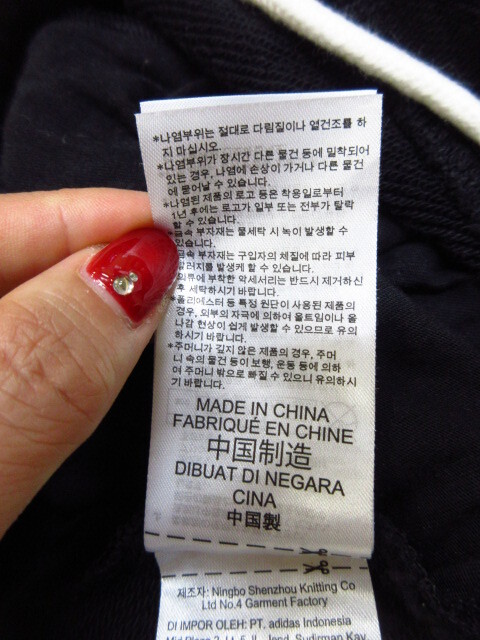 *나염부위는 절대로 다림질이나 열건조를 하
지 마십시오.
*나염부위가 장시간 다른 물건 등에 밀착되어
있는 경우, 나염에 손상이 가거나 다른 물건
에 묻어날 수 있습니다.
*나염된 제품의 로고 등은 착용일로부터
1년 후에는 로고가 일부 또는 전부가 탈락
할 수 있습니다.
부자재는 물세탁 시 녹이 발생할 수
있습니다.
부자재는 구입자의 체질에 따라 피부
발생케 할 수 있습니다.
부착한 악세서리는 반드시 제거하신
후 세탁하시기 바랍니다.
*폴리에스터 등 특정 원단이 사용된 제품의
경우, 외부의 자극에 의하여 올트임이나 올
나감 현상이 쉽게 발생할 수 있으므로 유의
하시기 바랍니다.
*주머니가 깊지 않은 제품의 경우, 주머
니 속의 물건 등이 보행, 운동 등에 의하
여 주머니 밖으로 빠질 수 있으니 유의하시
기 바랍니다.
MADE IN CHINA
FABRIQUÉ EN CHINE
中国制造
DIBUAT DI NEGARA
CINA
中国製
제조자: Ningbo Shenzhou Knitting Co
Ltd No.4 Garment Factory
DI IMPOR OLEH: PT. adidas Indonesia
Jend. Sudirman Kav.